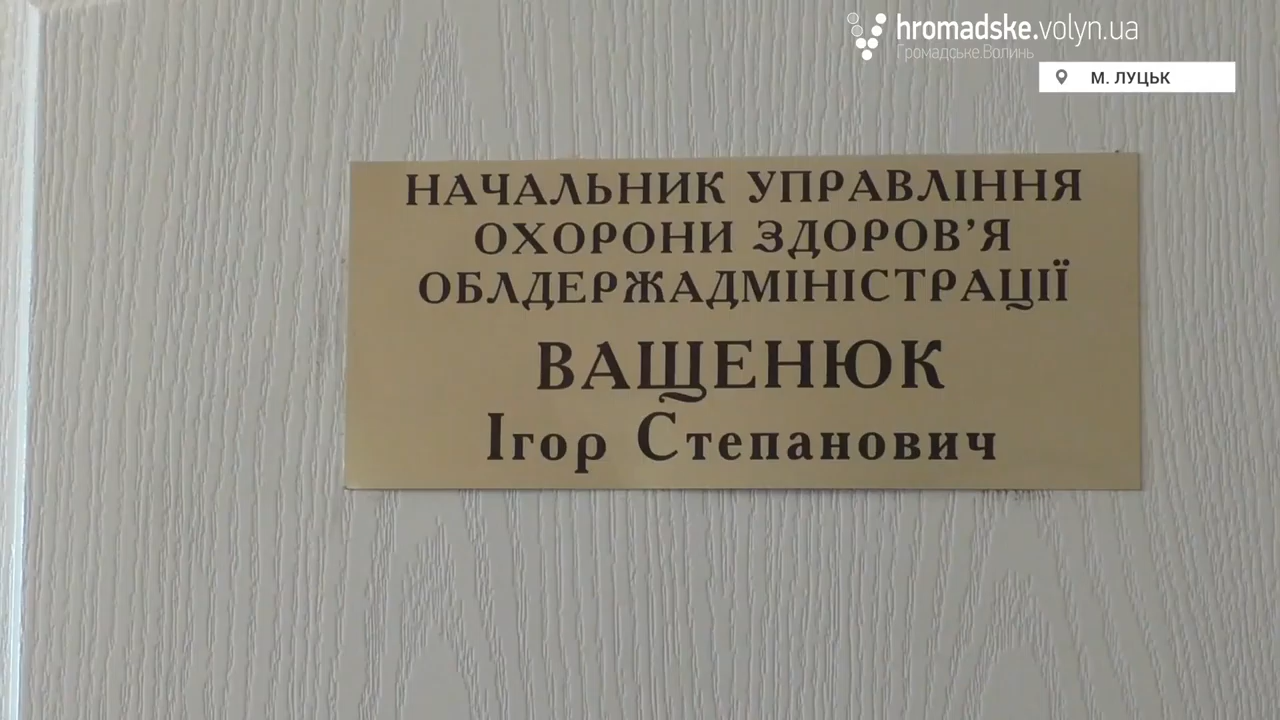 hromadske.volyn.ua
Громадське.Волинь
М. ЛУЦЬК
НАЧАЛЬНИК УПРАВЛІННЯ
ОХОРОНИ ЗДОРОВ’Я
ОБЛДЕРЖАДМІНІСТРАЦІЇ
ВАЩЕНЮК
Ігор Степанович